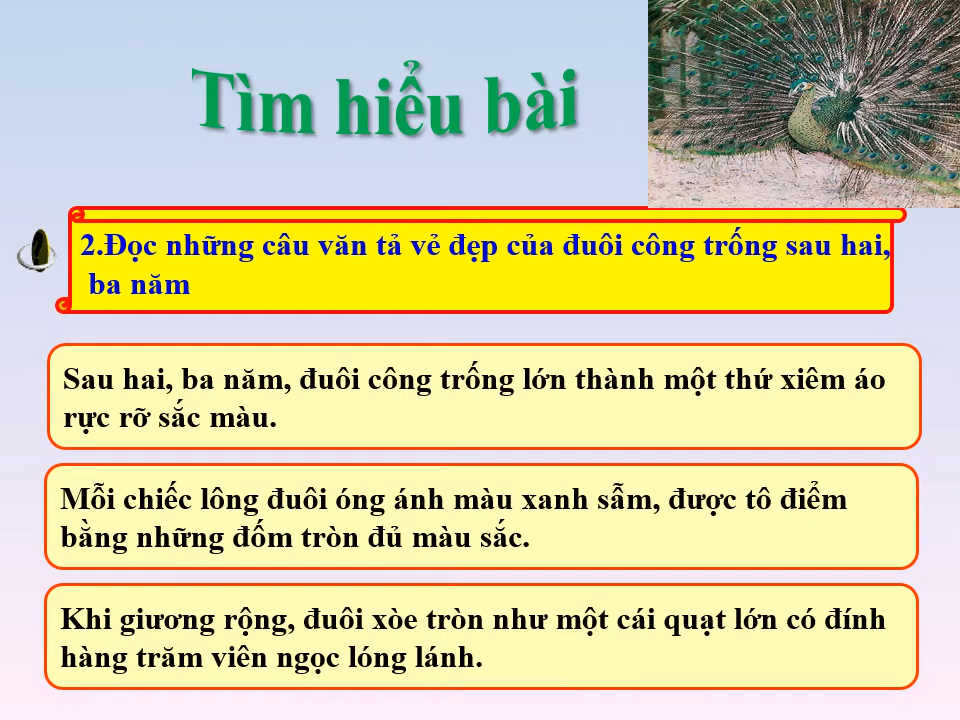 Tìm hiểu bài
2.Đọc những câu văn tả vẻ đẹp của đuôi công trống sau hai,
ba năm
Sau hai, ba năm, đuôi công trống lớn thành một thứ xiêm áo
rực rỡ sắc màu.
Mỗi chiếc lông đuôi óng ánh màu xanh sẫm, được tô điểm
bằng những đốm tròn đủ màu sắc.
Khi giương rộng, đuôi xòe tròn như một cái quạt lớn có đính
hàng trăm viên ngọc lóng lánh.